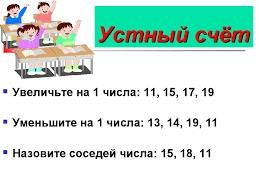 Устный счёт
Увеличьте на 1 числа: 11, 15, 17, 19
Уменьшите на 1 числа: 13, 14, 19, 11
Назовите соседей числа: 15, 18, 11